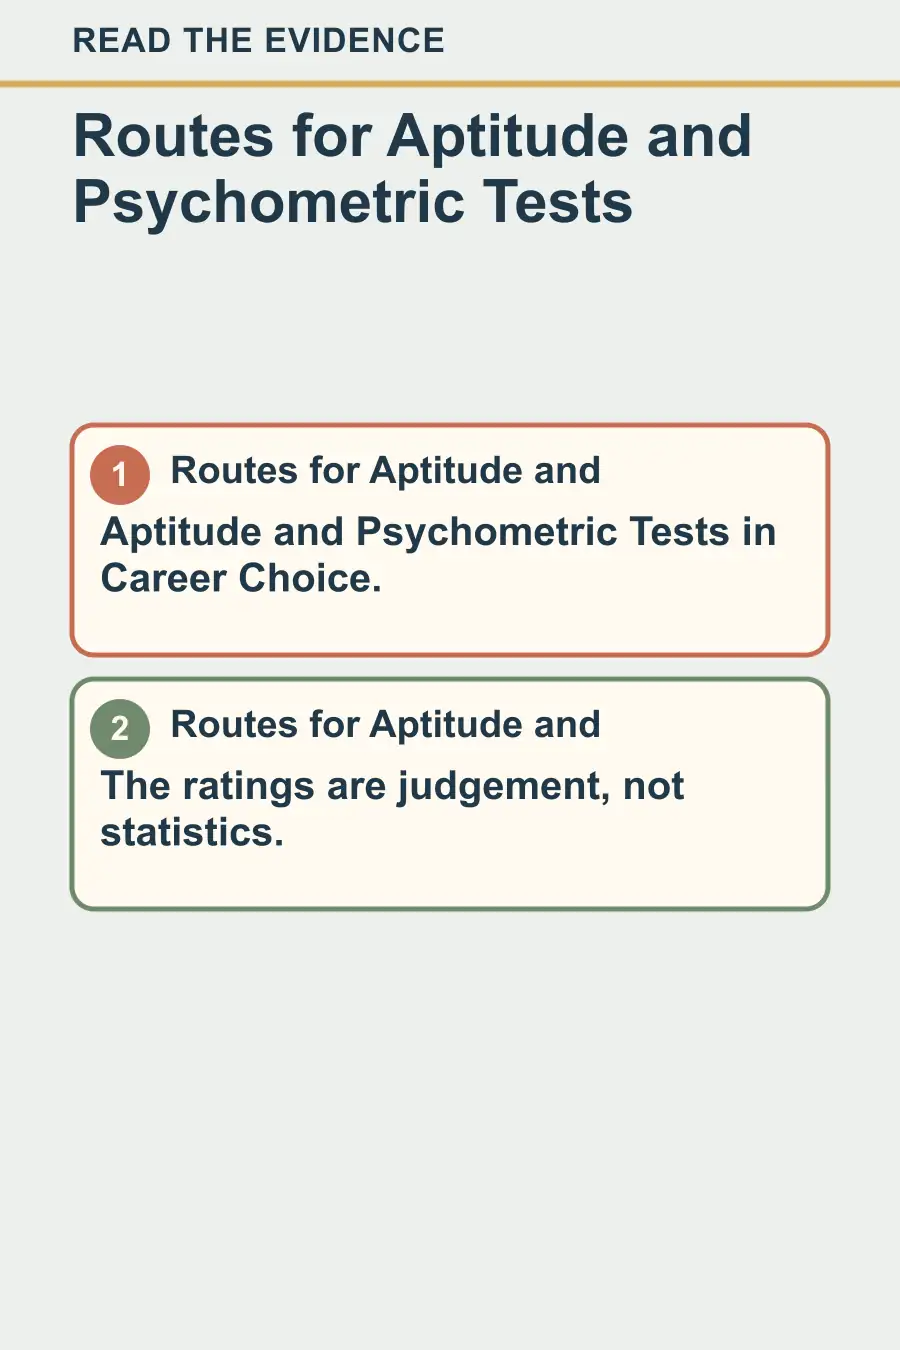 READ THE EVIDENCE
Routes for Aptitude and
Psychometric Tests
1 Routes for Aptitude and
Aptitude and Psychometric Tests in
Career Choice.
2 Routes for Aptitude and
The ratings are judgement, not
statistics.